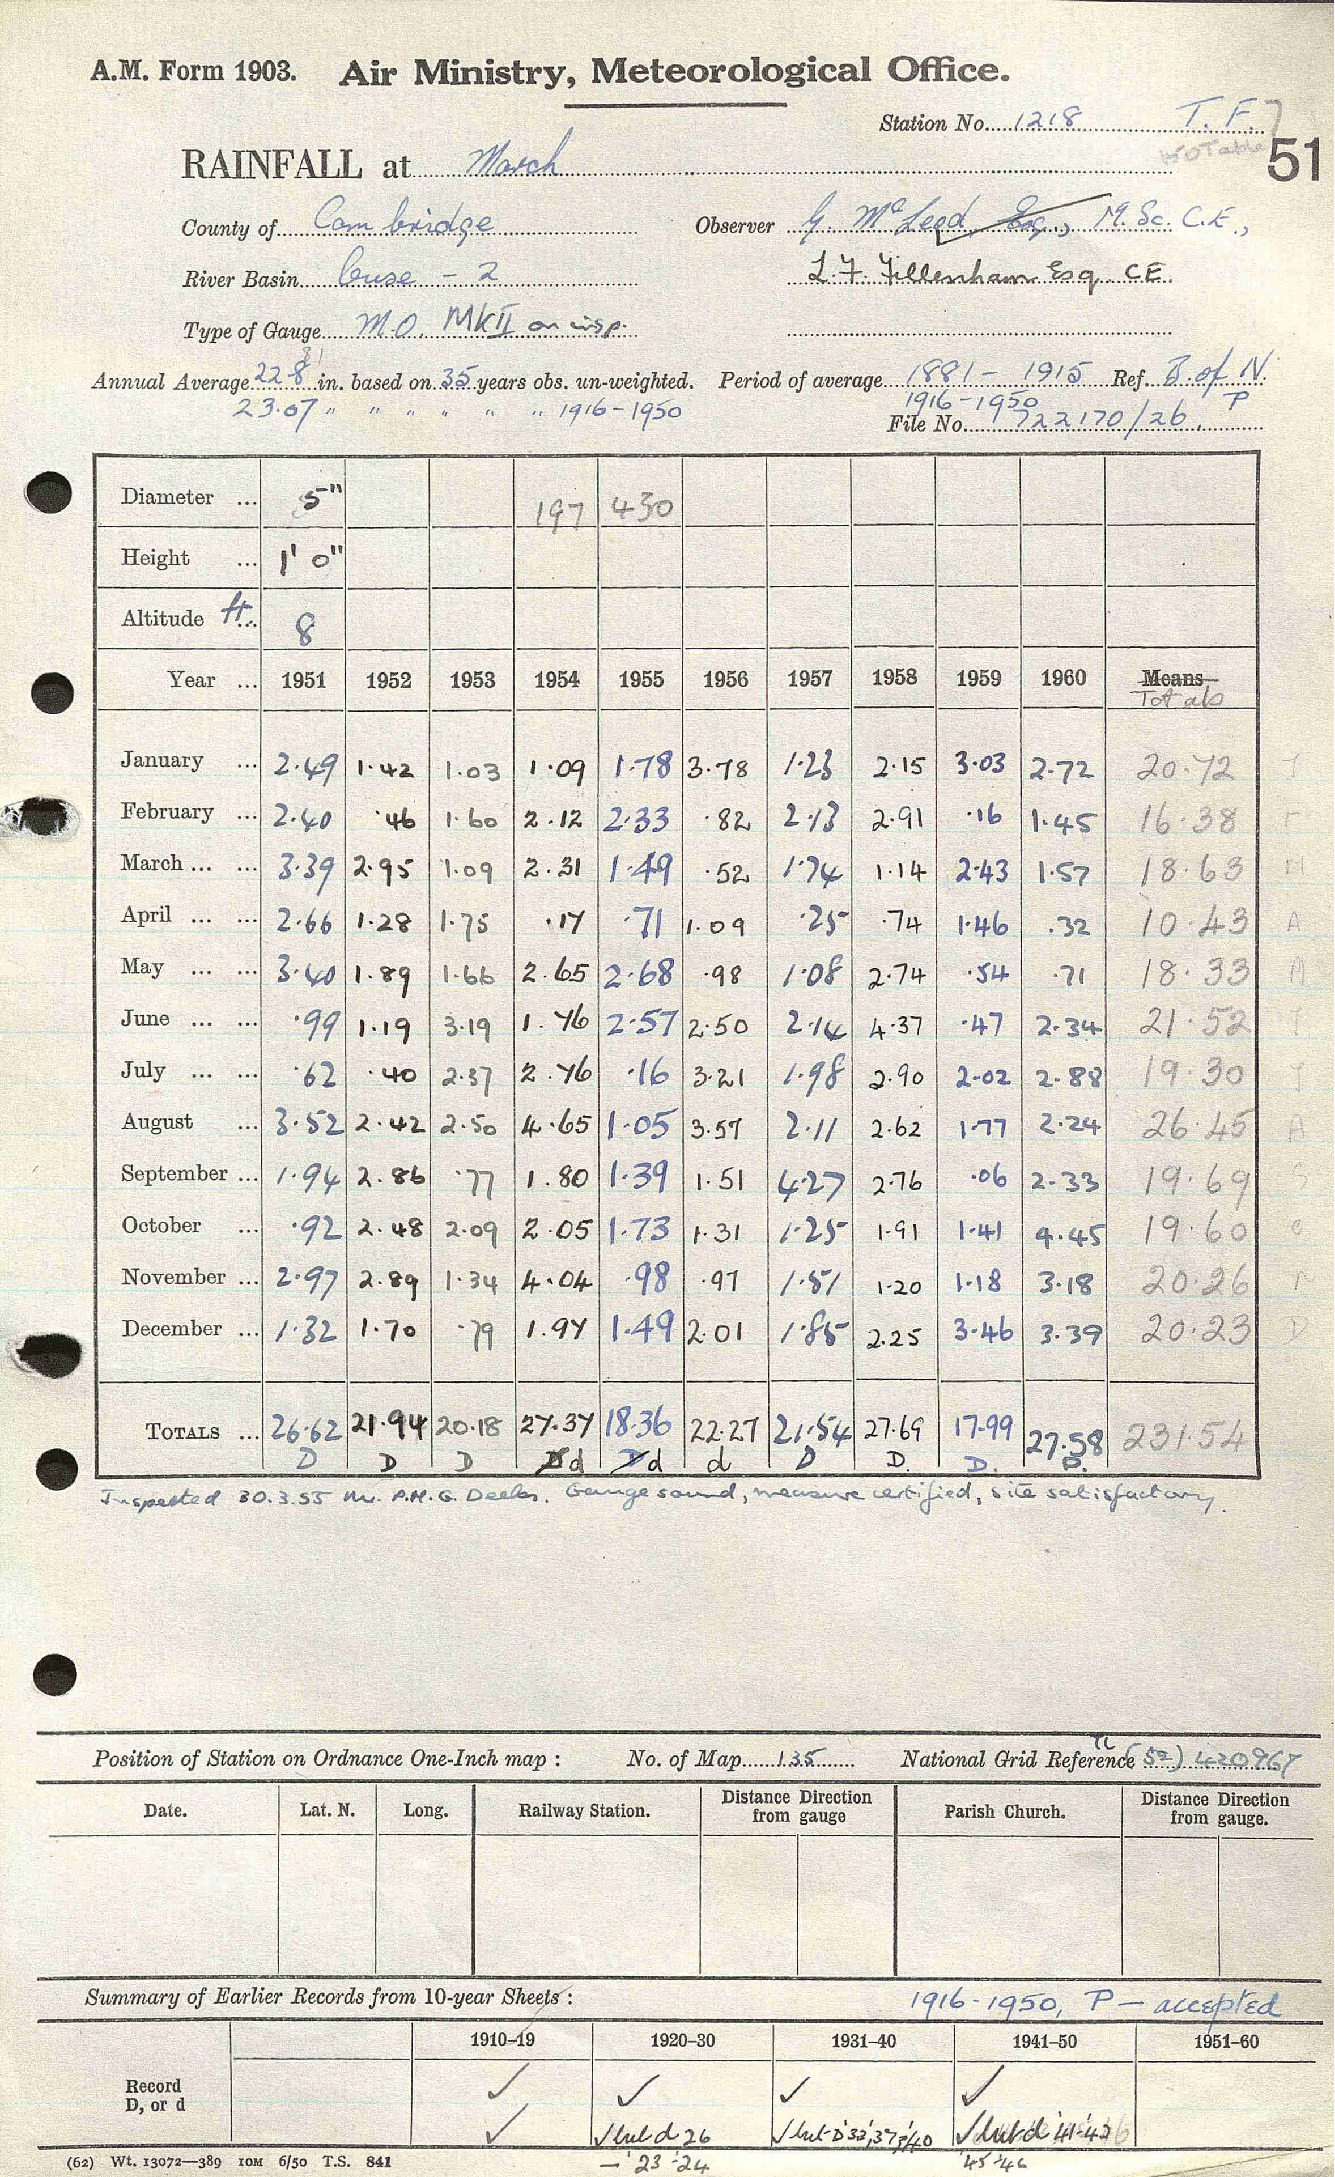 A.M. Form 1903. Air Ministry, Meteorological Office.
Station No. 1218 T.F. 7
RAINFALL at March 51
County of Cambridge Observer G. McLeod Esq., M.Sc. C.E.,
River Basin Ouse - 2 L.F. Fillenham Esq CE.
Type of Gauge M.O. MKII on insp.
Annual Average 22.8 in. based on 35 years obs. un-weighted. Period of average 1881 - 1915 Ref. B. of N.
23.07 " " " " " " 1916-1950 1916-1950 P
File No. 722170/26.
Diameter ... 5" 197 430
Height ... 1' 0"
Altitude ft... 8
Year ... 1951 1952 1953 1954 1955 1956 1957 1958 1959 1960 Means
Totals
January ... 2.49 1.42 1.03 1.09 1.78 3.78 1.23 2.15 3.03 2.72 20.72 J
February ... 2.40 .46 1.60 2.12 2.33 .82 2.13 2.91 .16 1.45 16.38 F
March ... ... 3.39 2.95 1.09 2.31 1.49 .52 1.74 1.14 2.43 1.57 18.63 M
April ... ... 2.66 1.28 1.75 .17 .71 1.09 .25 .74 1.46 .32 10.43 A
May ... ... 3.40 1.89 1.66 2.65 2.68 .98 1.08 2.74 .54 .71 18.33 M
June ... ... .99 1.19 3.19 1.76 2.57 2.50 2.14 4.37 .47 2.34 21.52 J
July ... ... .62 .40 2.37 2.76 .16 3.21 1.98 2.90 2.02 2.88 19.30 J
August ... 3.52 2.42 2.50 4.65 1.05 3.57 2.11 2.62 1.77 2.24 26.45 A
September ... 1.94 2.86 .77 1.80 1.39 1.51 4.27 2.76 .06 2.33 19.69 S
October ... .92 2.48 2.09 2.05 1.73 1.31 1.25 1.91 1.41 4.45 19.60 O
November ... 2.97 2.89 1.34 4.04 .98 .97 1.51 1.20 1.18 3.18 20.26 N
December ... 1.32 1.70 .79 1.97 1.49 2.01 1.85 2.25 3.46 3.39 20.23 D
TOTALS ... 26.62 21.94 20.18 27.37 18.36 22.27 21.54 27.69 17.99 27.58 231.54
D D D D d D d d D D. D. D.
Inspected 30.3.55 Mr. P.M.G. Deeks. Gauge sound, measure certified, site satisfactory.
Position of Station on Ordnance One-Inch map: No. of Map 135 National Grid Reference TL (52) 420967
Date. Lat. N. Long. Railway Station. Distance Direction from gauge Parish Church. Distance Direction from gauge.
Summary of Earlier Records from 10-year Sheets: 1916-1950, P - accepted
1910-19 1920-30 1931-40 1941-50 1951-60
Record ✓ ✓ ✓ ✓
D, or d
✓ ✓ but d 26 ✓ but D '32, '37, '40 ✓ but d '41-'43
- '23-24 '45-46
(62) Wt. 13072—389 10M 6/50 T.S. 841